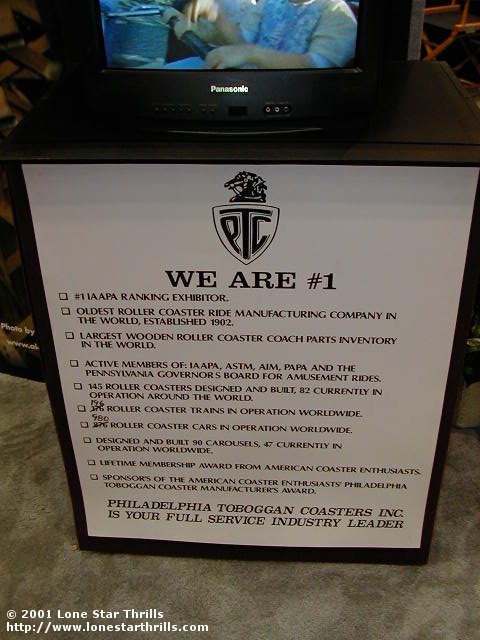 Panasonic
PTC
WE ARE #1
#1 IAAPA RANKING EXHIBITOR.
OLDEST ROLLER COASTER RIDE MANUFACTURING COMPANY IN
THE WORLD, ESTABLISHED 1902.
LARGEST WOODEN ROLLER COASTER COACH PARTS INVENTORY
IN THE WORLD.
ACTIVE MEMBERS OF: IAAPA, ASTM, AIM, PAPA AND THE
PENNSYLVANIA GOVERNOR'S BOARD FOR AMUSEMENT RIDES.
145 ROLLER COASTERS DESIGNED AND BUILT, 82 CURRENTLY IN
OPERATION AROUND THE WORLD.
196
ROLLER COASTER TRAINS IN OPERATION WORLDWIDE.
980
876 ROLLER COASTER CARS IN OPERATION WORLDWIDE.
DESIGNED AND BUILT 90 CAROUSELS, 47 CURRENTLY IN
OPERATION WORLDWIDE.
LIFETIME MEMBERSHIP AWARD FROM AMERICAN COASTER ENTHUSIASTS.
SPONSOR'S OF THE AMERICAN COASTER ENTHUSIASTS' PHILADELPHIA
TOBOGGAN COASTER MANUFACTURER'S AWARD.
PHILADELPHIA TOBOGGAN COASTERS INC.
IS YOUR FULL SERVICE INDUSTRY LEADER
Photo by
© 2001 Lone Star Thrills
http://www.lonestarthrills.com